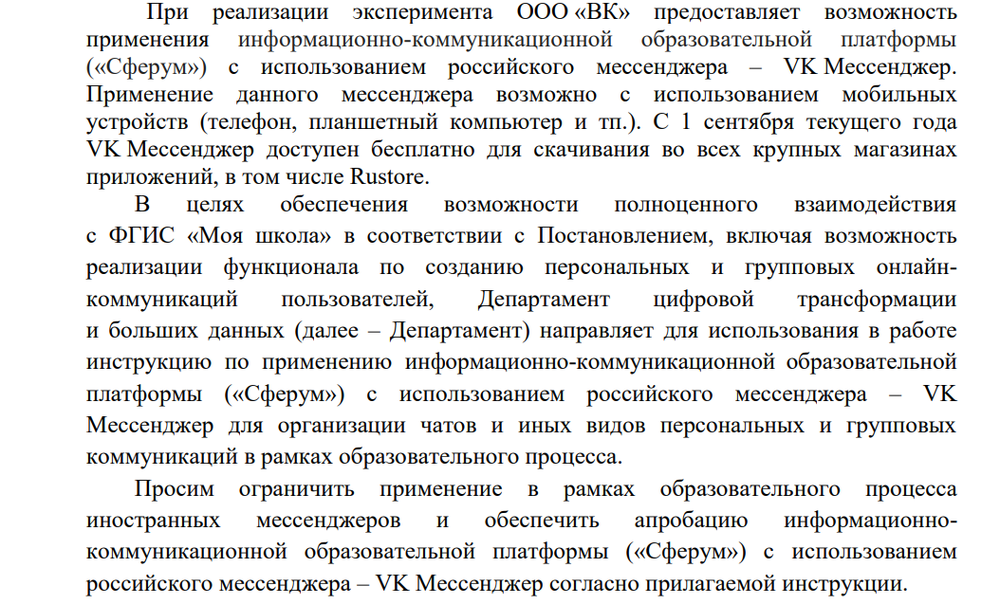 При реализации эксперимента ООО «ВК» предоставляет возможность
применения информационно-коммуникационной образовательной платформы
(«Сферум») с использованием российского мессенджера – VK Мессенджер.
Применение данного мессенджера возможно с использованием мобильных
устройств (телефон, планшетный компьютер и тп.). С 1 сентября текущего года
VK Мессенджер доступен бесплатно для скачивания во всех крупных магазинах
приложений, в том числе Rustore.
В целях обеспечения возможности полноценного взаимодействия
с ФГИС «Моя школа» в соответствии с Постановлением, включая возможность
реализации функционала по созданию персональных и групповых онлайн-
коммуникаций пользователей, Департамент цифровой трансформации
и больших данных (далее – Департамент) направляет для использования в работе
инструкцию по применению информационно-коммуникационной образовательной
платформы («Сферум») с использованием российского мессенджера – VK
Мессенджер для организации чатов и иных видов персональных и групповых
коммуникаций в рамках образовательного процесса.
Просим ограничить применение в рамках образовательного процесса
иностранных мессенджеров и обеспечить апробацию информационно-
коммуникационной образовательной платформы («Сферум») с использованием
российского мессенджера – VK Мессенджер согласно прилагаемой инструкции.